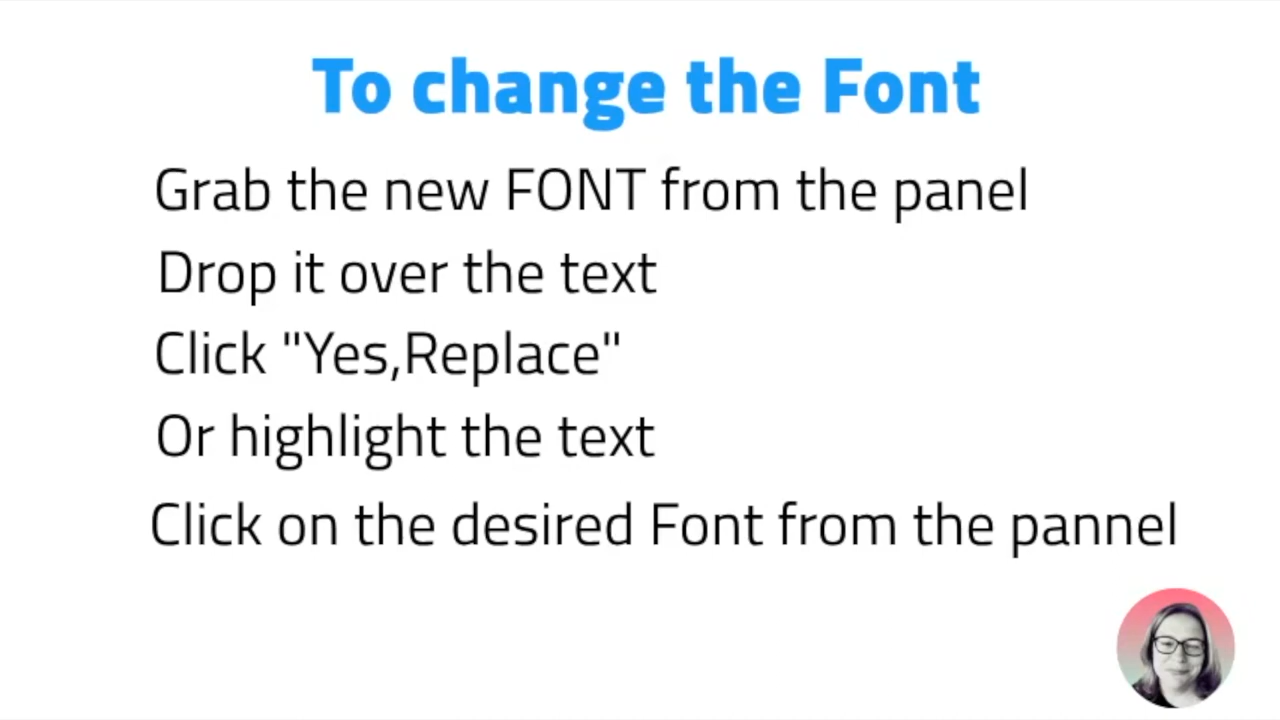 To change the Font
Grab the new FONT from the panel
Drop it over the text
Click "Yes,Replace"
Or highlight the text
Click on the desired Font from the pannel